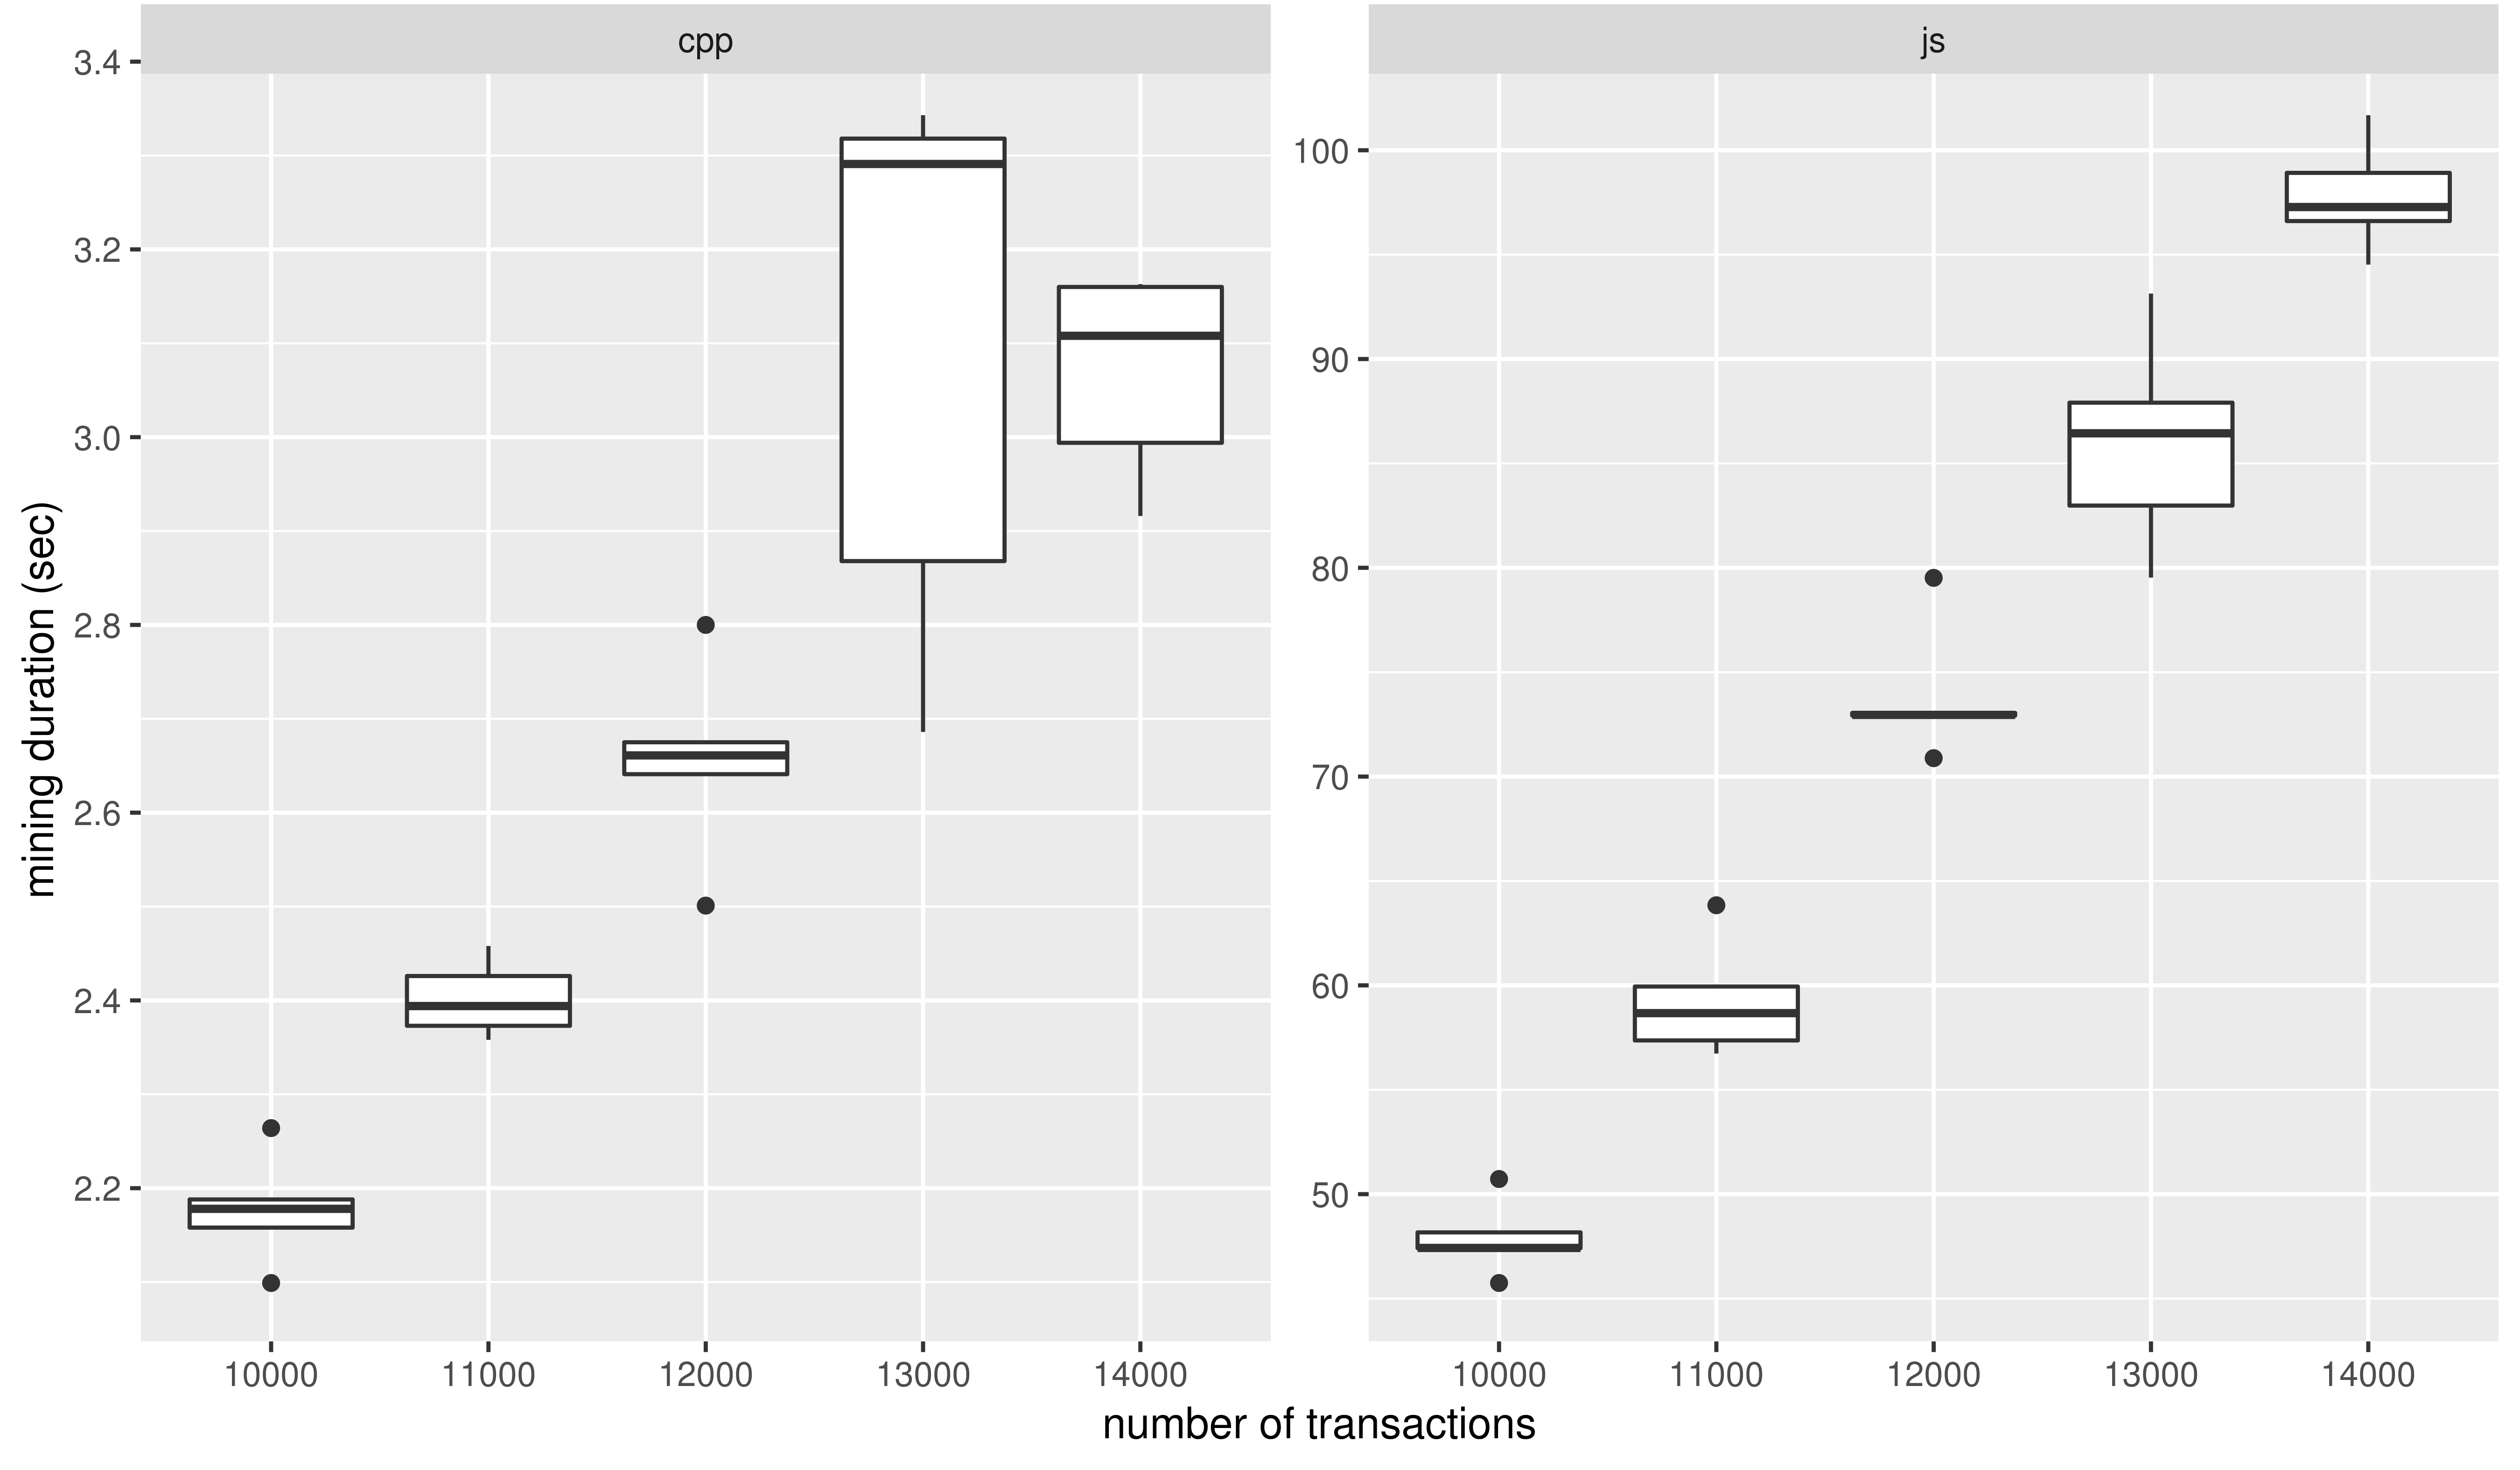 cpp
js
3.4
3.2
3.0
2.8
2.6
2.4
2.2
100
90
80
70
60
50
mining duration (sec)
10000 11000 12000 13000 14000
10000 11000 12000 13000 14000
number of transactions